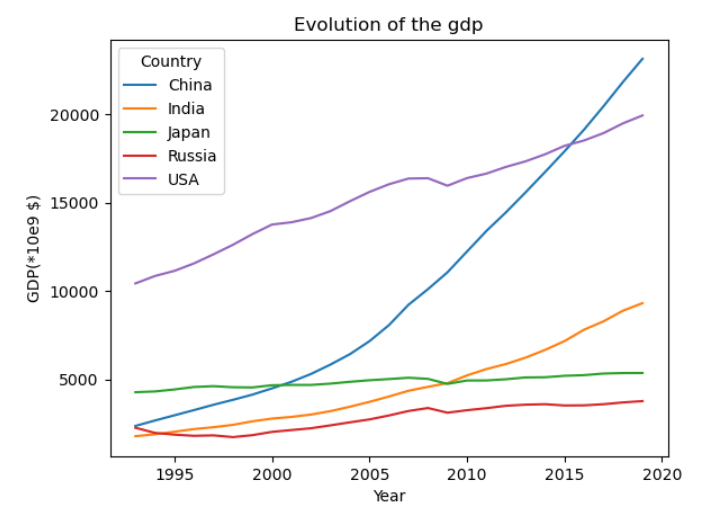 Evolution of the gdp
Country
China
India
Japan
Russia
USA
GDP(*10e9 $)
20000
15000
10000
5000
1995 2000 2005 2010 2015 2020
Year